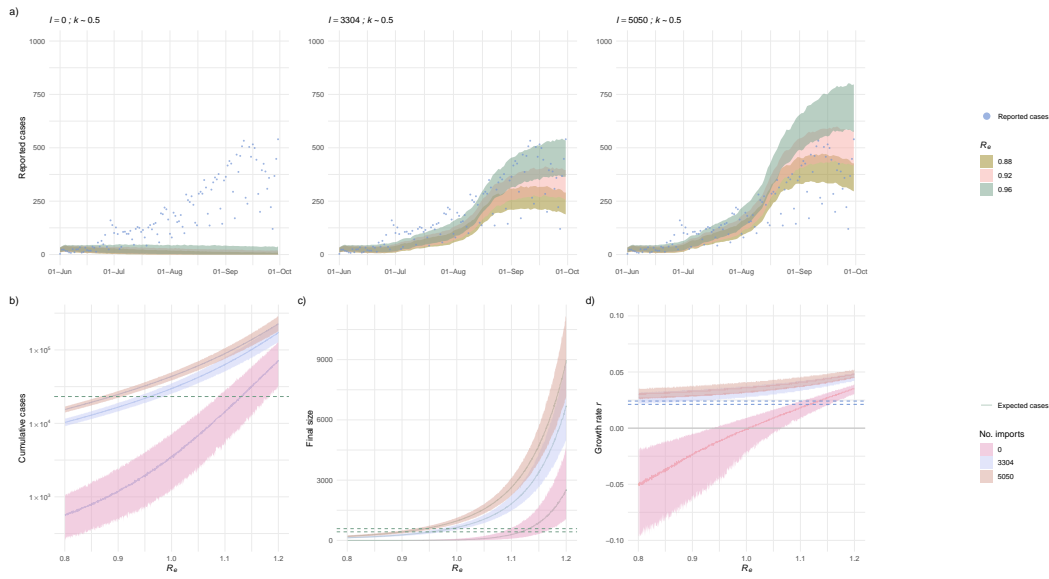 a)
I = 0 ; k ~ 0.5
I = 3304 ; k ~ 0.5
I = 5050 ; k ~ 0.5
Reported cases
1000
750
500
250
0
01−Jun
01−Jul
01−Aug
01−Sep
01−Oct
1000
750
500
250
0
01−Jun
01−Jul
01−Aug
01−Sep
01−Oct
1000
750
500
250
0
01−Jun
01−Jul
01−Aug
01−Sep
01−Oct
Reported cases
Re
0.88
0.92
0.96
b)
Cumulative cases
1 × 10⁵
1 × 10⁴
1 × 10³
0.8
0.9
1.0
1.1
1.2
Re
c)
Final size
9000
6000
3000
0
0.8
0.9
1.0
1.1
1.2
Re
d)
Growth rate r
0.10
0.05
0.00
−0.05
−0.10
0.8
0.9
1.0
1.1
1.2
Re
Expected cases
No. imports
0
3304
5050